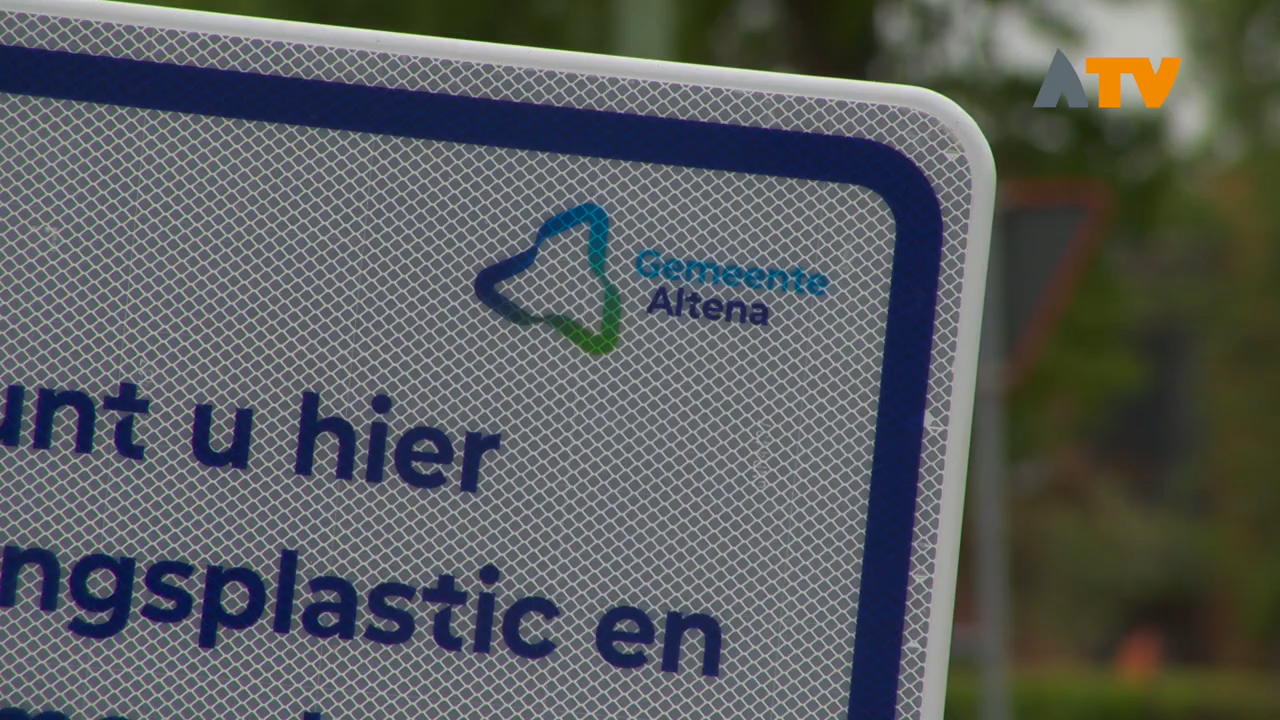 ATV
Gemeente
Altena
unt u hier
ngsplastic en